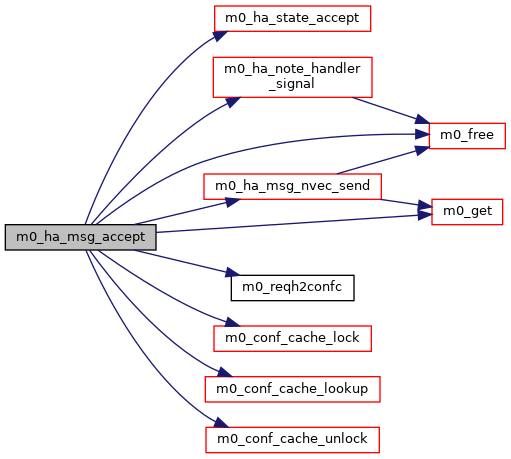 m0_ha_state_accept
m0_ha_note_handler
_signal
m0_free
m0_ha_msg_nvec_send
m0_get
m0_ha_msg_accept
m0_reqh2confc
m0_conf_cache_lock
m0_conf_cache_lookup
m0_conf_cache_unlock